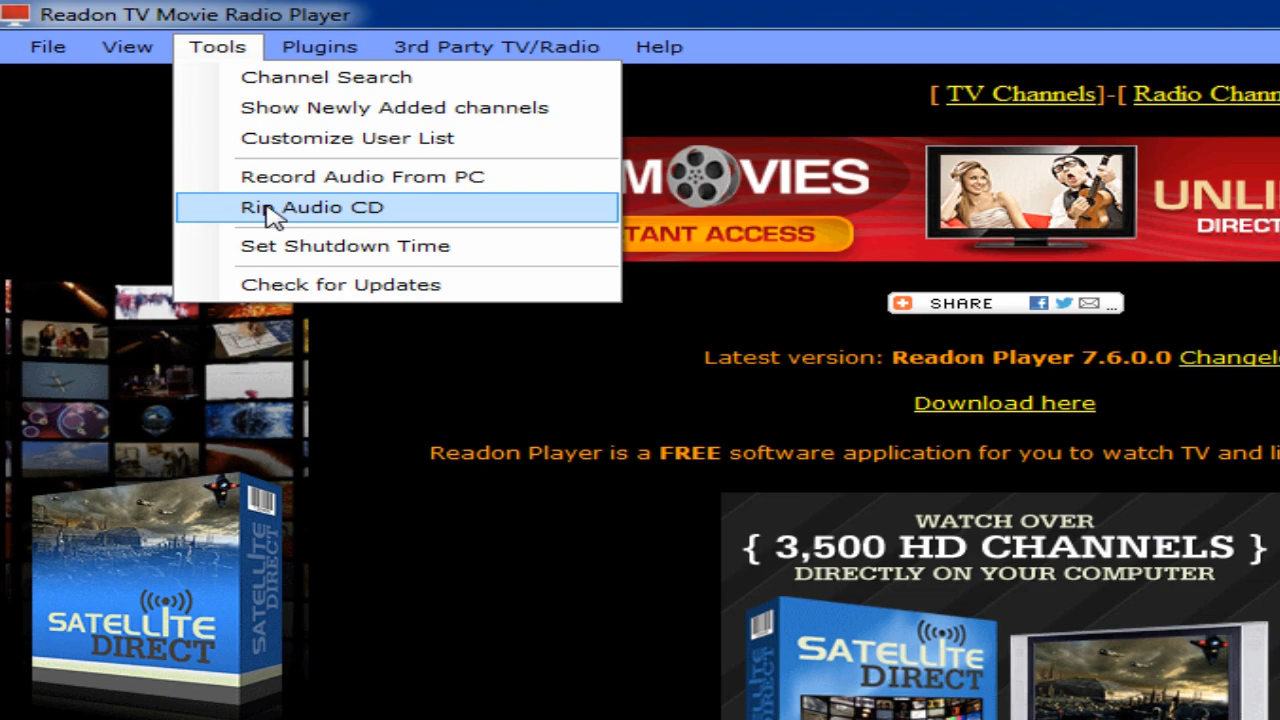 Readon TV Movie Radio Player
File View Tools Plugins 3rd Party TV/Radio Help
Channel Search
Show Newly Added channels
Customize User List
Record Audio From PC
Rip Audio CD
Set Shutdown Time
Check for Updates
[ TV Channels]-[ Radio Chann
MOVIES
TANT ACCESS
UNLI
DIRECT
SHARE ...
Latest version: Readon Player 7.6.0.0 Changel
Download here
Readon Player is a FREE software application for you to watch TV and li
WATCH OVER
{ 3,500 HD CHANNELS }
DIRECTLY ON YOUR COMPUTER
SATELLITE
DIRECT
SATELLITE
DIRECT
SATELLITE
DIRECT